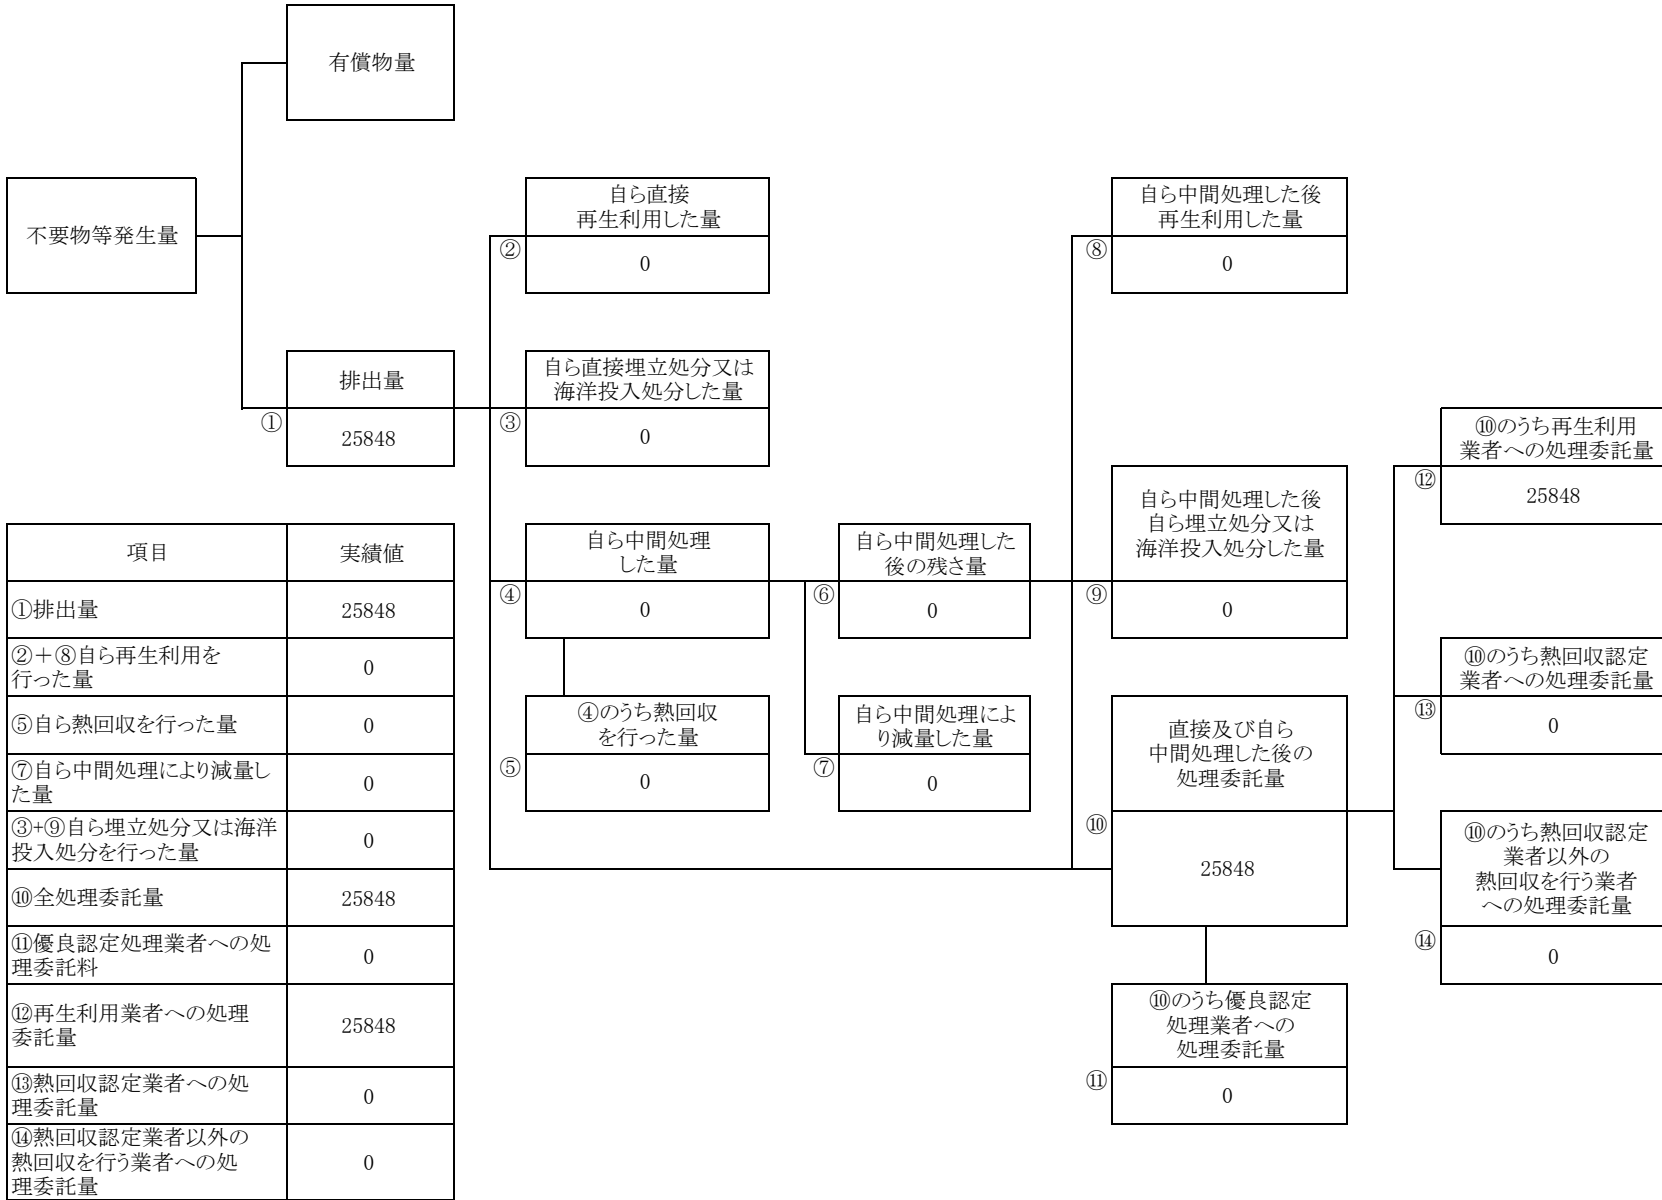 有償物量
不要物等発生量
自ら直接
再生利用した量
②
0
自ら中間処理した後
再生利用した量
⑧
0
排出量
①
25848
自ら直接埋立処分又は
海洋投入処分した量
③
0
⑩のうち再生利用
業者への処理委託量
⑫
25848
自ら中間処理
した量
④
0
自ら中間処理した
後の残さ量
⑥
0
自ら中間処理した後
自ら埋立処分又は
海洋投入処分した量
⑨
0
⑩のうち熱回収認定
業者への処理委託量
⑬
0
④のうち熱回収
を行った量
⑤
0
自ら中間処理によ
り減量した量
⑦
0
直接及び自ら
中間処理した後の
処理委託量
⑩
25848
⑩のうち熱回収認定
業者以外の
熱回収を行う業者
への処理委託量
⑭
0
⑩のうち優良認定
処理業者への
処理委託量
⑪
0
項目 実績値
①排出量 25848
②+⑧自ら再生利用を
行った量 0
⑤自ら熱回収を行った量 0
⑦自ら中間処理により減量し
た量 0
③+⑨自ら埋立処分又は海洋
投入処分を行った量 0
⑩全処理委託量 25848
⑪優良認定処理業者への処
理委託料 0
⑫再生利用業者への処理
委託量 25848
⑬熱回収認定業者への処
理委託量 0
⑭熱回収認定業者以外の
熱回収を行う業者への処 0
理委託量